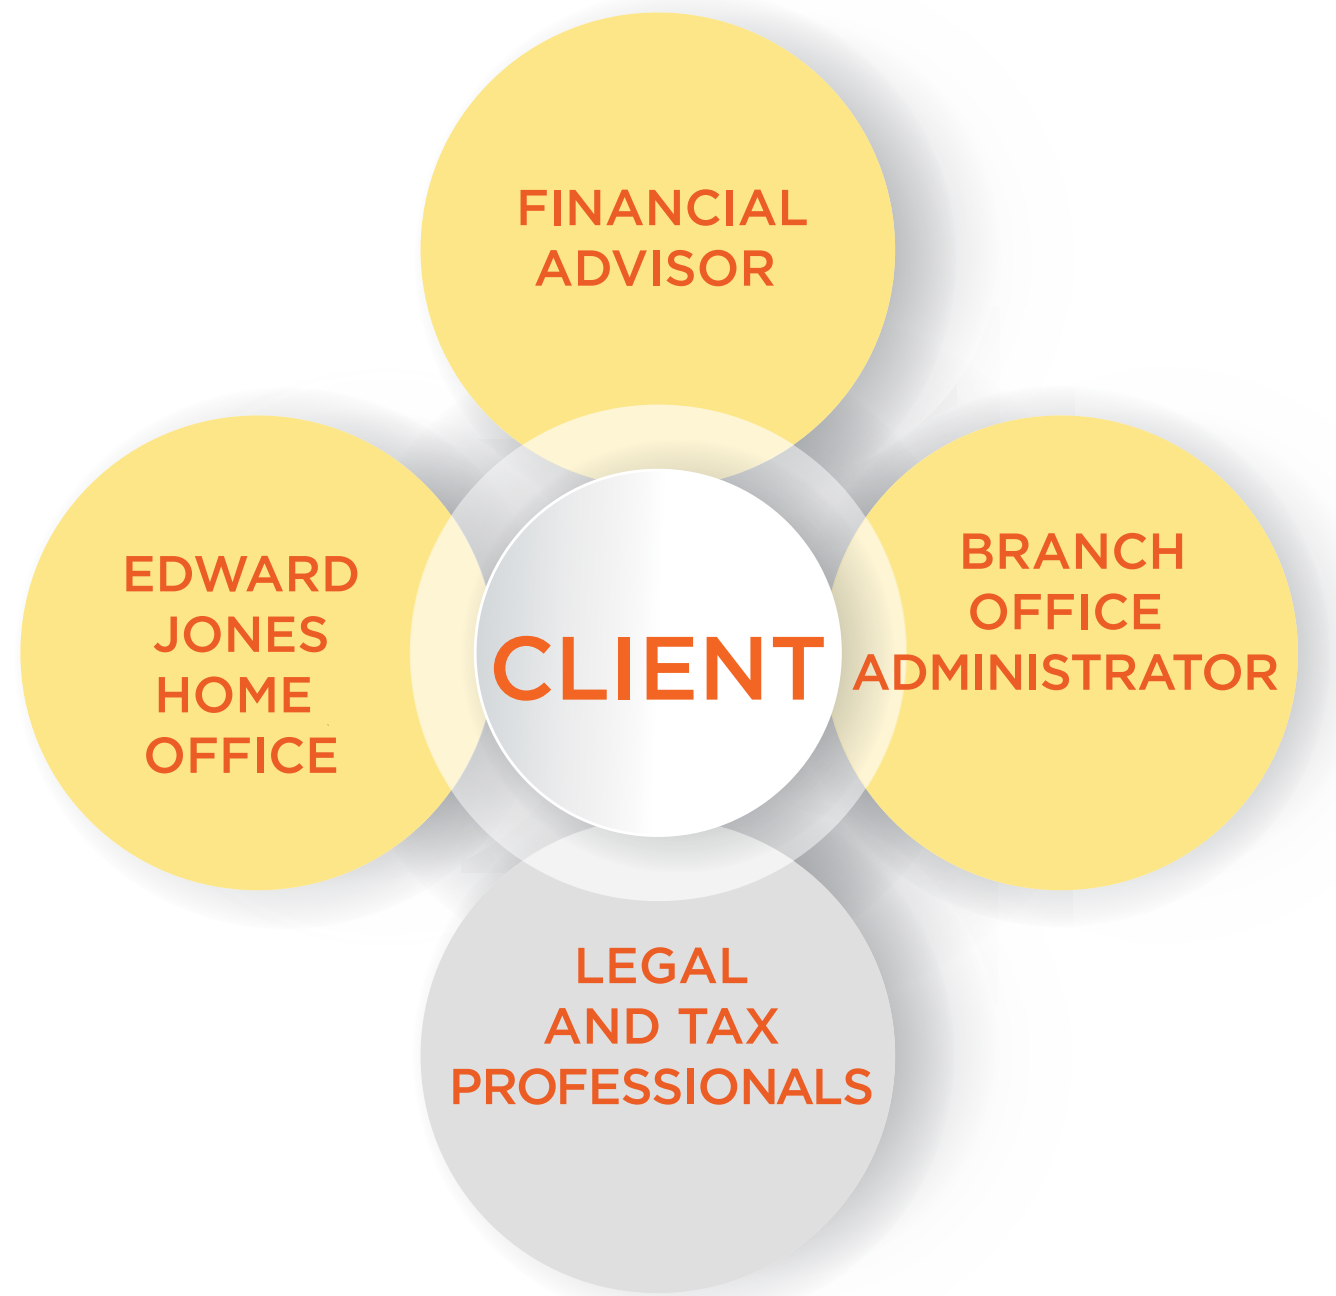 FINANCIAL
ADVISOR
EDWARD
JONES
HOME
OFFICE
CLIENT
BRANCH
OFFICE
ADMINISTRATOR
LEGAL
AND TAX
PROFESSIONALS